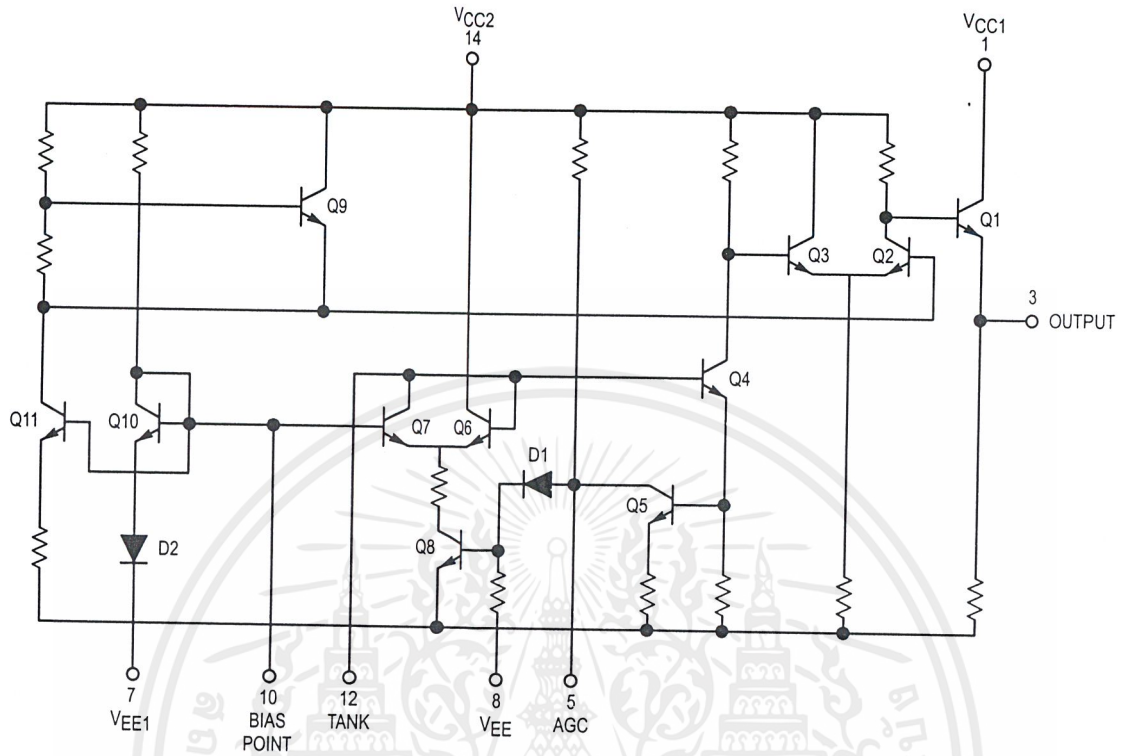 VCC2
14
VCC1
1
Q9
Q3
Q2
Q1
3
OUTPUT
Q4
Q11
Q10
Q7
Q6
D1
Q5
Q8
D2
7
VEE1
10
BIAS
POINT
12
TANK
8
VEE
5
AGC